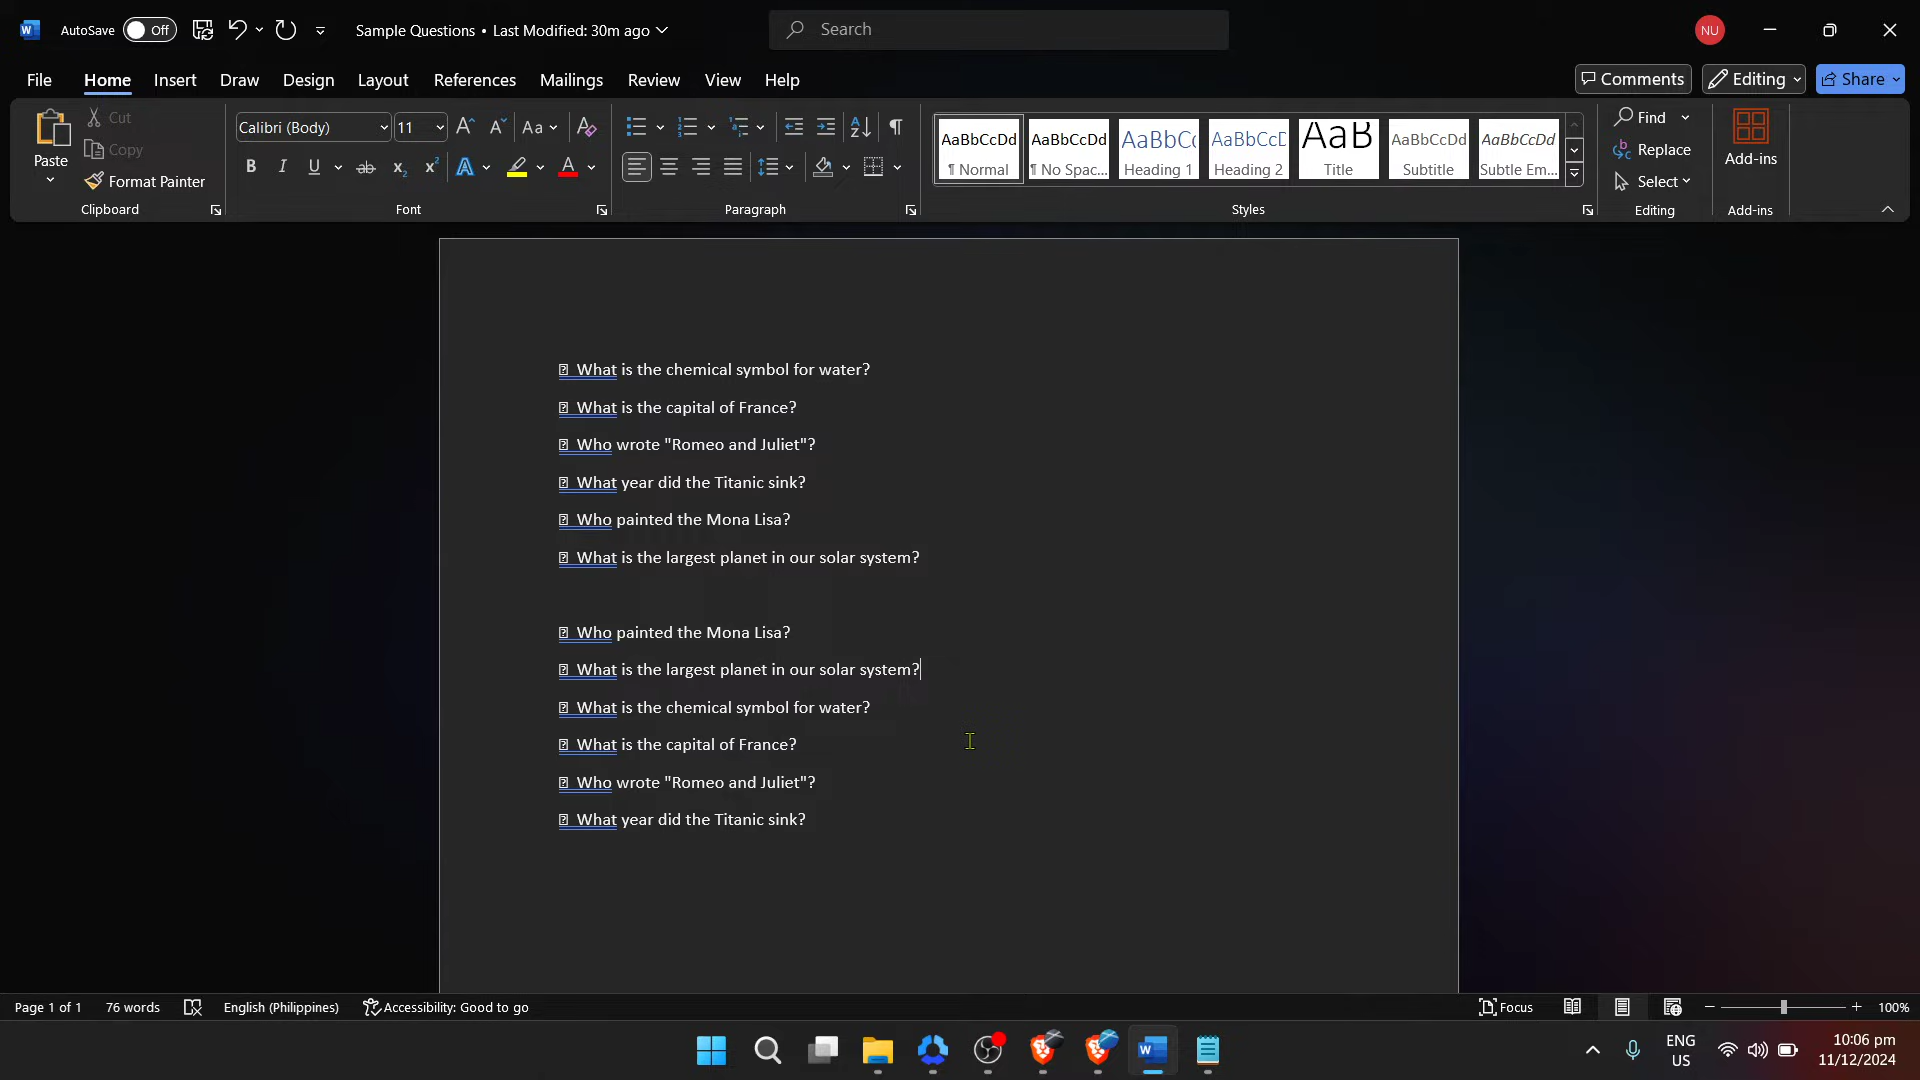 AutoSave Off Sample Questions • Last Modified: 30m ago Search NU
File Home Insert Draw Design Layout References Mailings Review View Help Comments Editing Share
Paste Cut Copy Format Painter Clipboard
Calibri (Body) 11 Aa Font
Paragraph
AaBbCcDd ¶ Normal
AaBbCcDd ¶ No Spac...
AaBbCc Heading 1
AaBbCcD Heading 2
AaB Title
AaBbCcDd Subtitle
AaBbCcDd Subtle Em...
Styles
Find Replace Select Editing
Add-ins Add-ins
What is the chemical symbol for water?
What is the capital of France?
Who wrote "Romeo and Juliet"?
What year did the Titanic sink?
Who painted the Mona Lisa?
What is the largest planet in our solar system?
Who painted the Mona Lisa?
What is the largest planet in our solar system?
What is the chemical symbol for water?
What is the capital of France?
Who wrote "Romeo and Juliet"?
What year did the Titanic sink?
Page 1 of 1 76 words English (Philippines) Accessibility: Good to go Focus 100%
ENG US 10:06 pm
11/12/2024